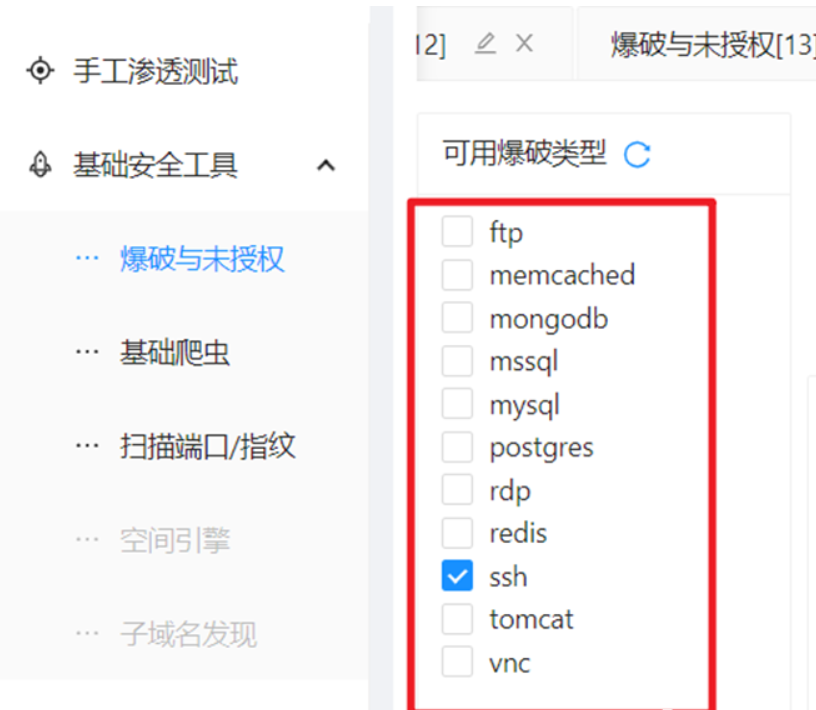 手工渗透测试
基础安全工具
爆破与未授权
基础爬虫
扫描端口/指纹
空间引擎
子域名发现
12]
爆破与未授权[13]
可用爆破类型
ftp
memcached
mongodb
mssql
mysql
postgres
rdp
redis
ssh
tomcat
vnc